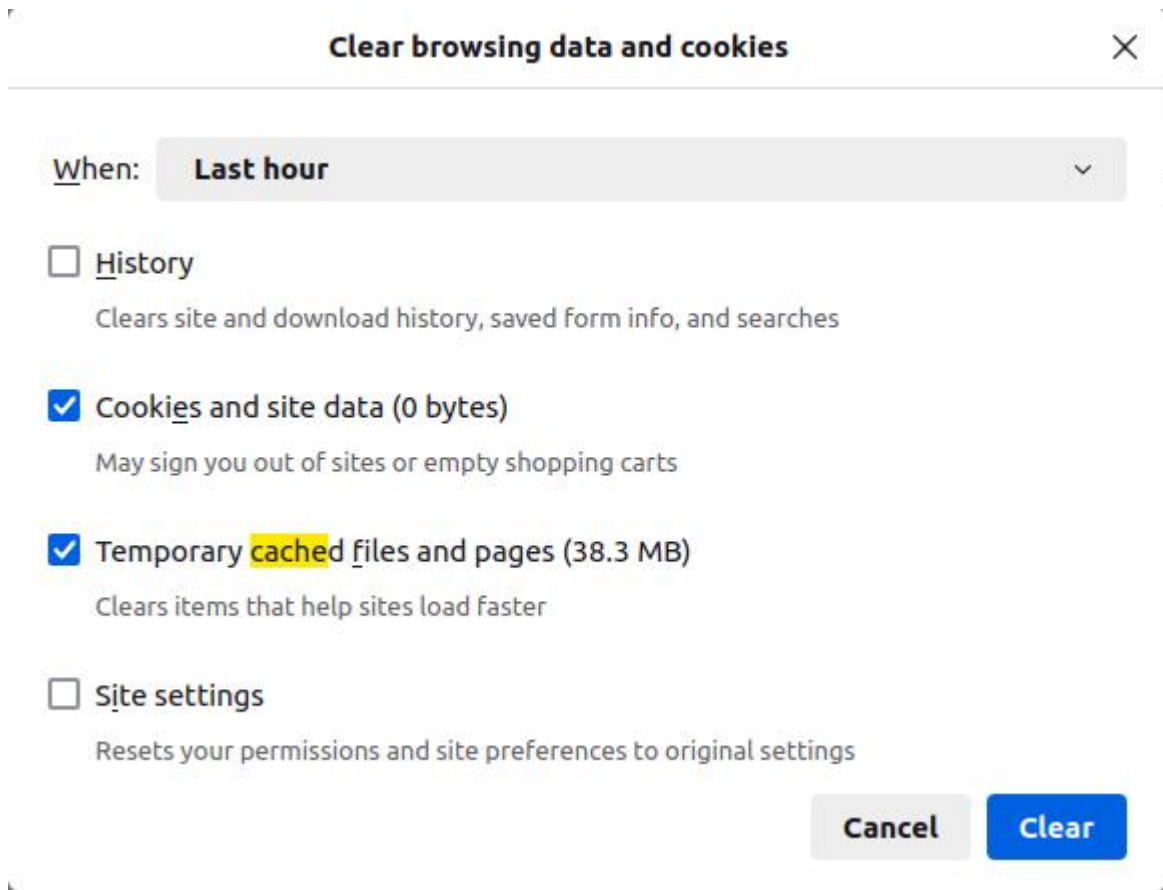 Clear browsing data and cookies
When: Last hour
History
Clears site and download history, saved form info, and searches
Cookies and site data (0 bytes)
May sign you out of sites or empty shopping carts
Temporary cached files and pages (38.3 MB)
Clears items that help sites load faster
Site settings
Resets your permissions and site preferences to original settings
Cancel Clear